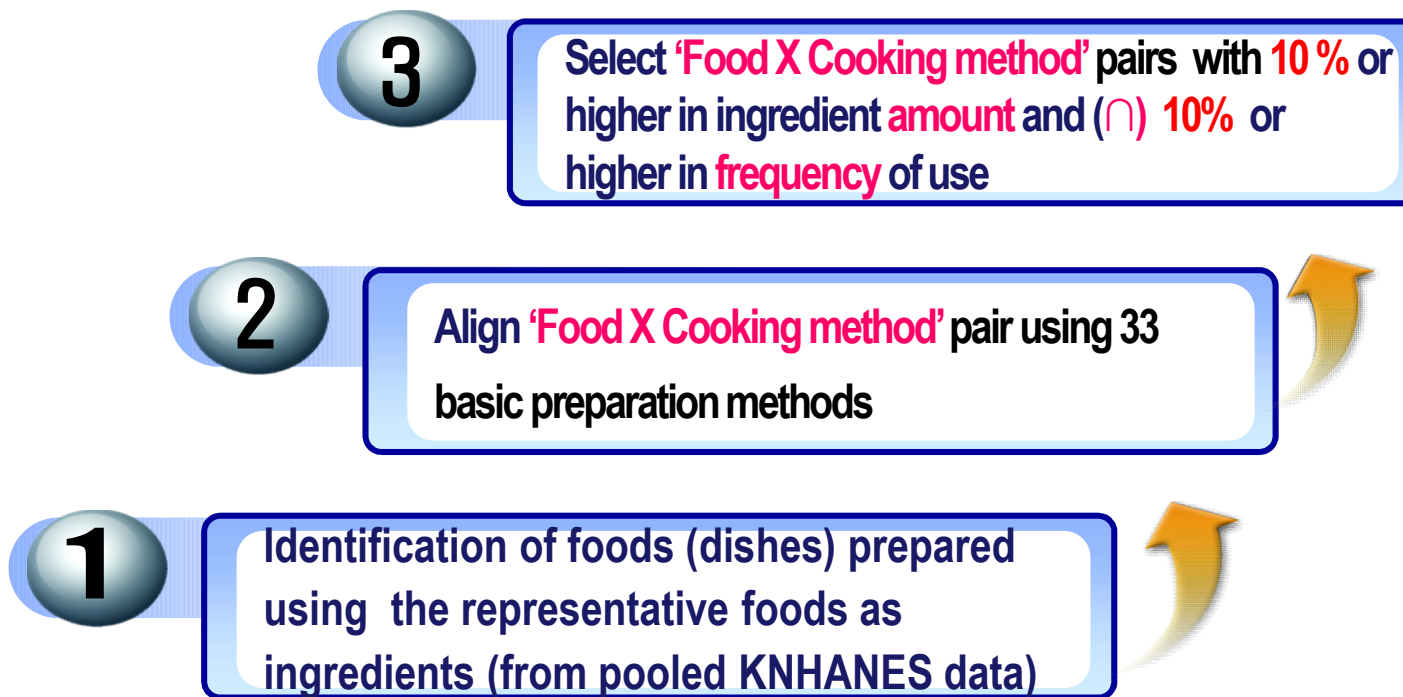 3
Select ‘Food X Cooking method’ pairs with 10 % or
higher in ingredient amount and (∩) 10% or
higher in frequency of use
2
Align ‘Food X Cooking method’ pair using 33
basic preparation methods
1
Identification of foods (dishes) prepared
using the representative foods as
ingredients (from pooled KNHANES data)